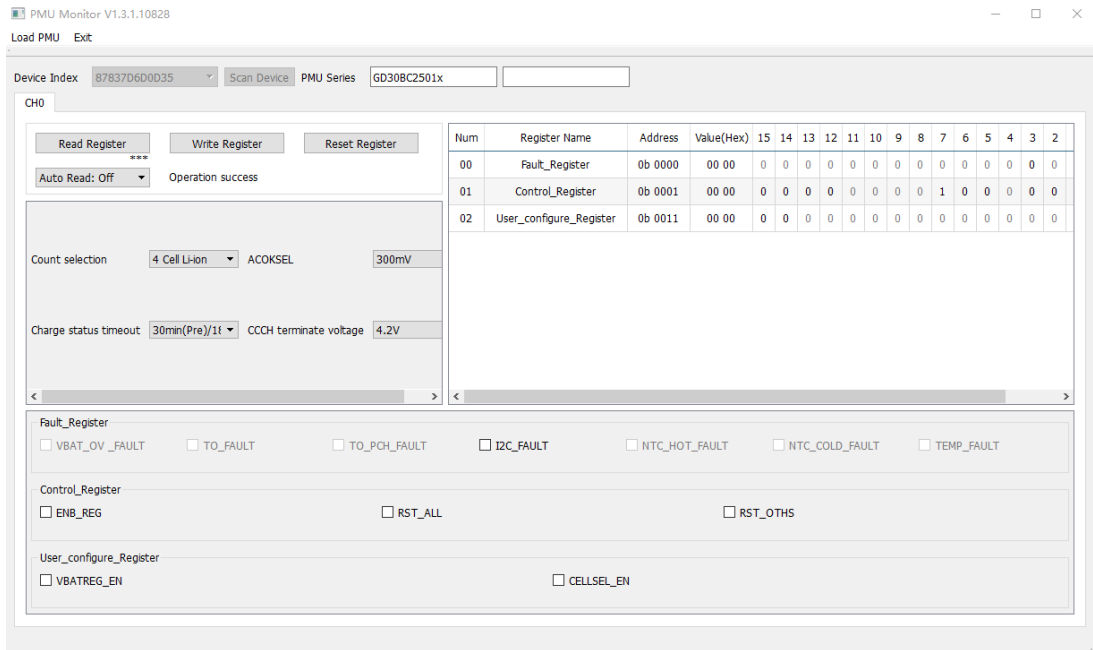 PMU Monitor V1.3.1.10828
Load PMU Exit
Device Index 87837D6D0D35 Scan Device PMU Series GD30BC2501x
CH0
Read Register Write Register Reset Register
***
Auto Read: Off Operation success
Count selection 4 Cell Li-ion ACOKSEL 300mV
Charge status timeout 30min(Pre)/18 CCCH terminate voltage 4.2V
Num Register Name Address Value(Hex) 15 14 13 12 11 10 9 8 7 6 5 4 3 2
00 Fault_Register 0b 0000 00 00 0 0 0 0 0 0 0 0 0 0 0 0 0 0
01 Control_Register 0b 0001 00 00 0 0 0 0 0 0 0 0 1 0 0 0 0 0
02 User_configure_Register 0b 0011 00 00 0 0 0 0 0 0 0 0 0 0 0 0 0 0
Fault_Register
VBAT_OV _FAULT TO_FAULT TO_PCH_FAULT I2C_FAULT NTC_HOT_FAULT NTC_COLD_FAULT TEMP_FAULT
Control_Register
ENB_REG RST_ALL RST_OTHS
User_configure_Register
VBATREG_EN CELLSEL_EN